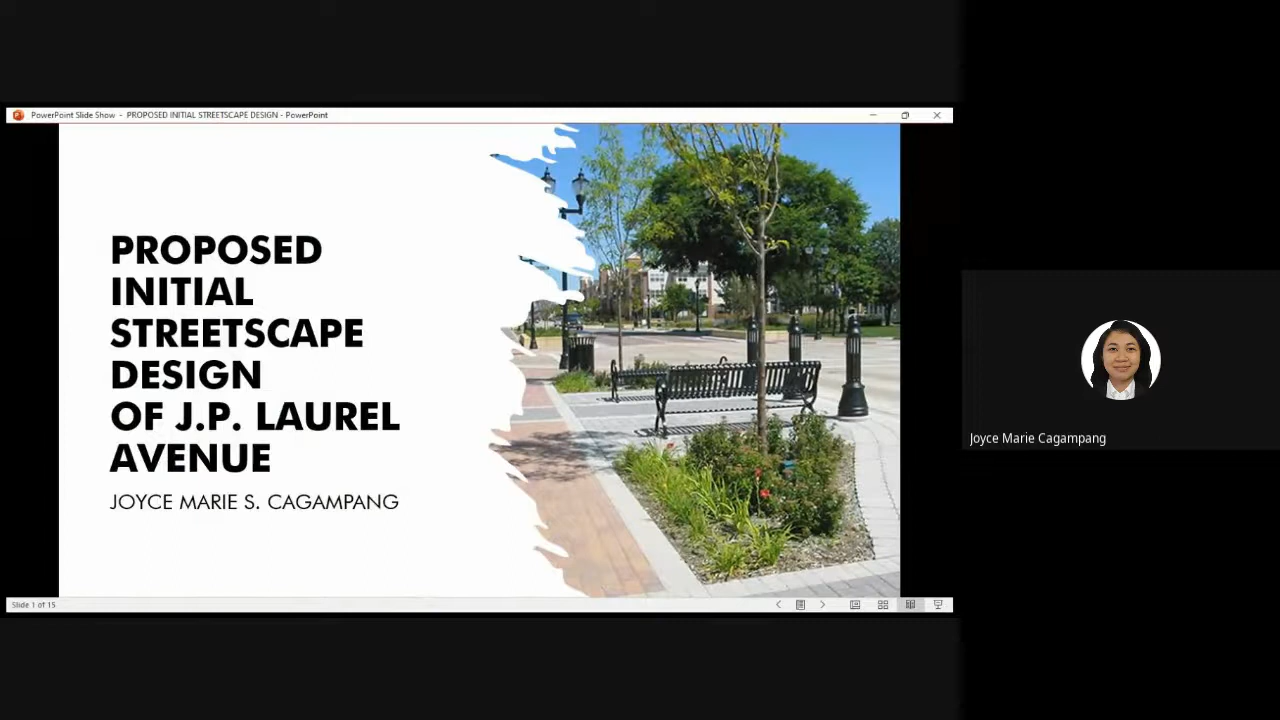 PowerPoint Slide Show - PROPOSED INITIAL STREETSCAPE DESIGN - PowerPoint
PROPOSED
INITIAL
STREETSCAPE
DESIGN
OF J.P. LAUREL
AVENUE
JOYCE MARIE S. CAGAMPANG
Slide 1 of 15
Joyce Marie Cagampang